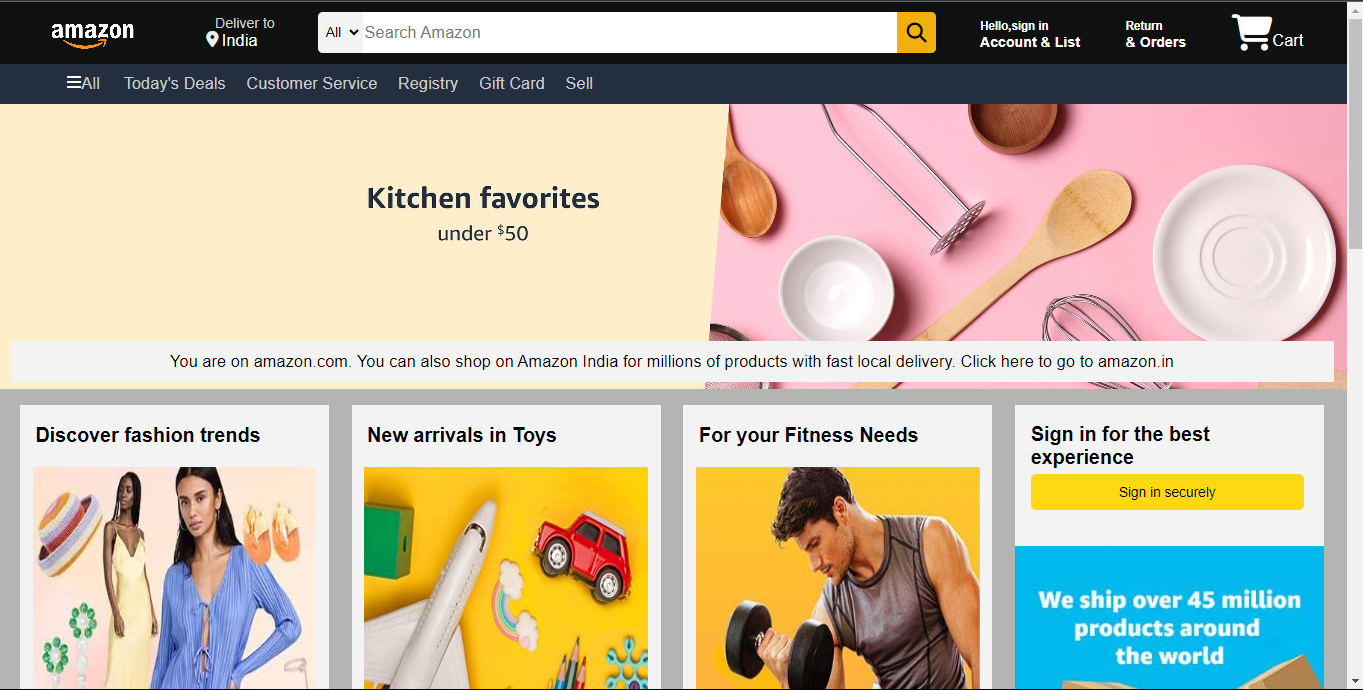 amazon
Deliver to
India
All
Search Amazon
Hello,sign in
Account & List
Return
& Orders
Cart
All
Today's Deals
Customer Service
Registry
Gift Card
Sell
Kitchen favorites
under $50
You are on amazon.com. You can also shop on Amazon India for millions of products with fast local delivery. Click here to go to amazon.in
Discover fashion trends
New arrivals in Toys
For your Fitness Needs
Sign in for the best
experience
Sign in securely
We ship over 45 million
products around
the world